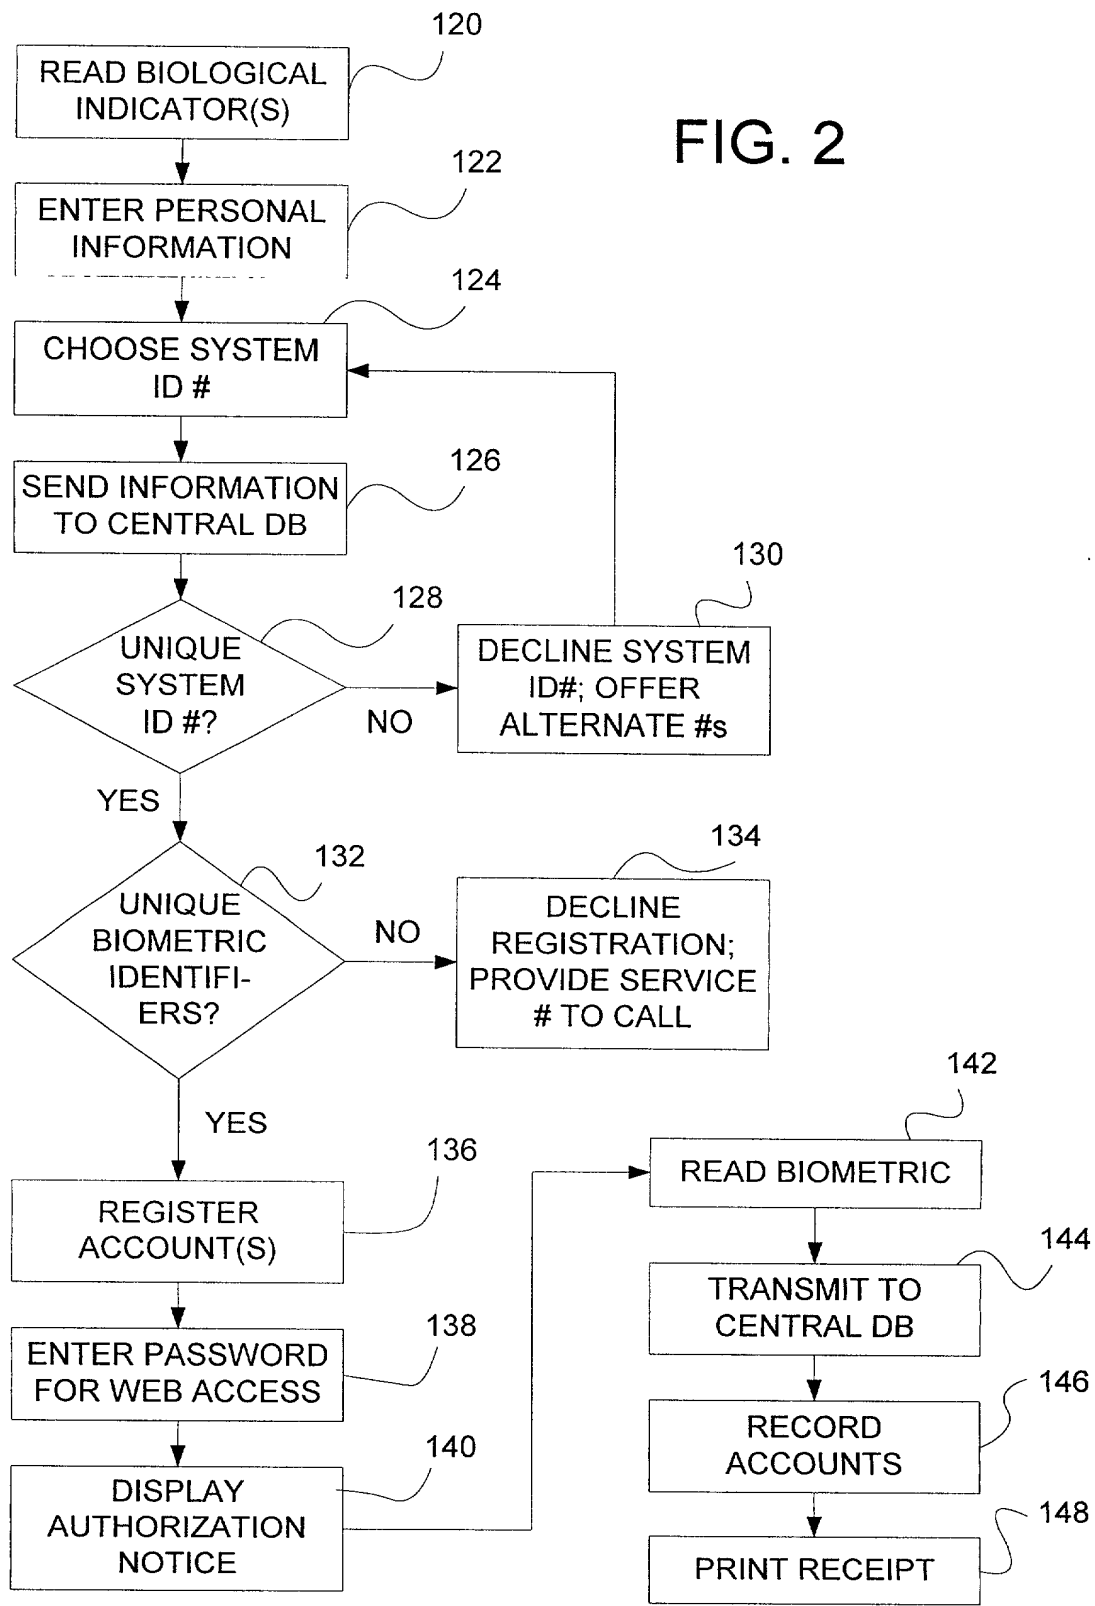 FIG. 2
120
READ BIOLOGICAL
INDICATOR(S)
122
ENTER PERSONAL
INFORMATION
124
CHOOSE SYSTEM
ID #
126
SEND INFORMATION
TO CENTRAL DB
128
UNIQUE
SYSTEM
ID #?
NO
130
DECLINE SYSTEM
ID#; OFFER
ALTERNATE #s
YES
132
UNIQUE
BIOMETRIC
IDENTIFI-
ERS?
NO
134
DECLINE
REGISTRATION;
PROVIDE SERVICE
# TO CALL
YES
136
REGISTER
ACCOUNT(S)
138
ENTER PASSWORD
FOR WEB ACCESS
140
DISPLAY
AUTHORIZATION
NOTICE
142
READ BIOMETRIC
144
TRANSMIT TO
CENTRAL DB
146
RECORD
ACCOUNTS
148
PRINT RECEIPT